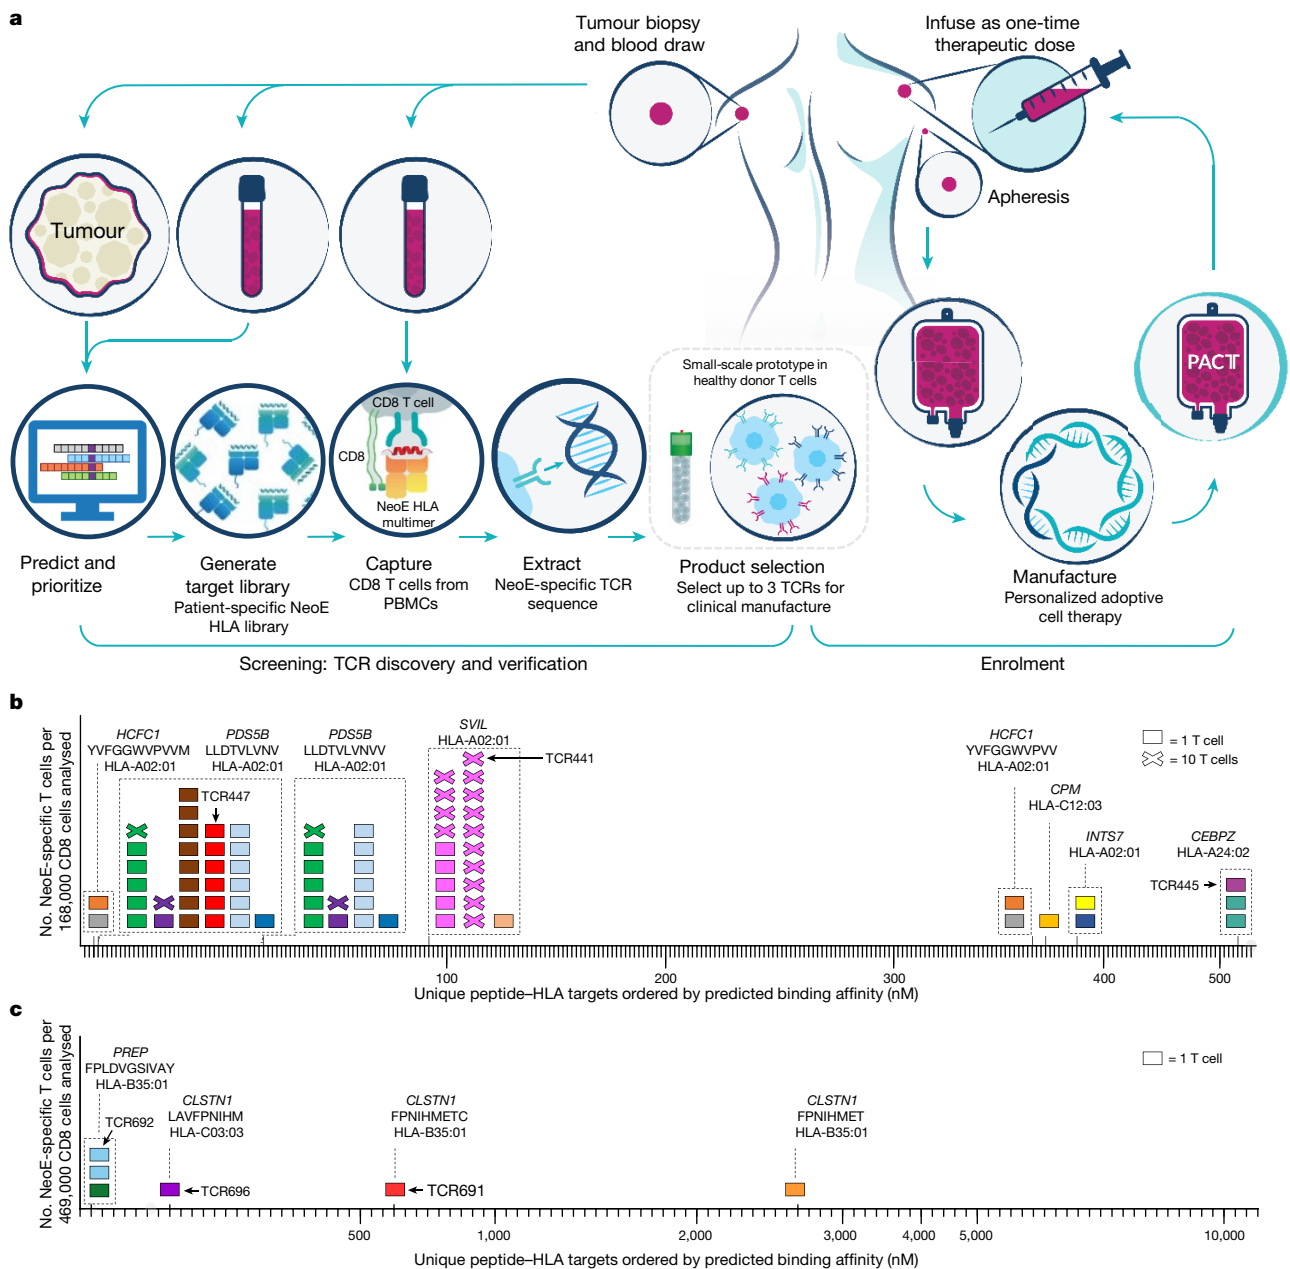 a
Tumour biopsy
and blood draw
Infuse as one-time
therapeutic dose
Apheresis
Tumour
PACT
Small-scale prototype in
healthy donor T cells
CD8 T cell
CD8
NeoE HLA
multimer
Predict and
prioritize
Generate
target library
Patient-specific NeoE
HLA library
Capture
CD8 T cells from
PBMCs
Extract
NeoE-specific TCR
sequence
Product selection
Select up to 3 TCRs for
clinical manufacture
Manufacture
Personalized adoptive
cell therapy
Screening: TCR discovery and verification
Enrolment
b
No. NeoE-specific T cells per
168,000 CD8 cells analysed
HCFC1
YVFGGWVPVVM
HLA-A02:01
PDS5B
LLDTVLVNV
HLA-A02:01
TCR447
PDS5B
LLDTVLVNVV
HLA-A02:01
SVIL
HLA-A02:01
TCR441
HCFC1
YVFGGWVPVV
HLA-A02:01
CPM
HLA-C12:03
INTS7
HLA-A02:01
CEBPZ
HLA-A24:02
TCR445
= 1 T cell
= 10 T cells
100
200
300
400
500
Unique peptide–HLA targets ordered by predicted binding affinity (nM)
c
No. NeoE-specific T cells per
469,000 CD8 cells analysed
PREP
FPLDVGSIVAY
HLA-B35:01
TCR692
CLSTN1
LAVFPNIHM
HLA-C03:03
TCR696
CLSTN1
FPNIHMETC
HLA-B35:01
TCR691
CLSTN1
FPNIHMET
HLA-B35:01
= 1 T cell
500
1,000
2,000
3,000
4,000
5,000
10,000
Unique peptide–HLA targets ordered by predicted binding affinity (nM)